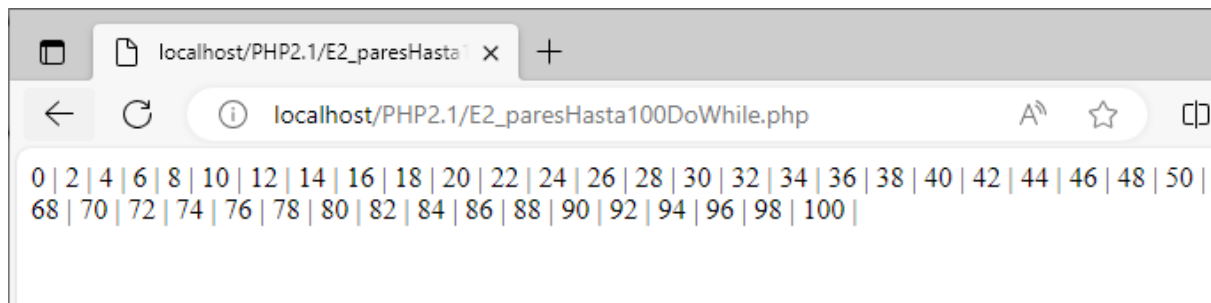 localhost/PHP2.1/E2_paresHasta1
localhost/PHP2.1/E2_paresHasta100DoWhile.php
0 | 2 | 4 | 6 | 8 | 10 | 12 | 14 | 16 | 18 | 20 | 22 | 24 | 26 | 28 | 30 | 32 | 34 | 36 | 38 | 40 | 42 | 44 | 46 | 48 | 50 |
68 | 70 | 72 | 74 | 76 | 78 | 80 | 82 | 84 | 86 | 88 | 90 | 92 | 94 | 96 | 98 | 100 |